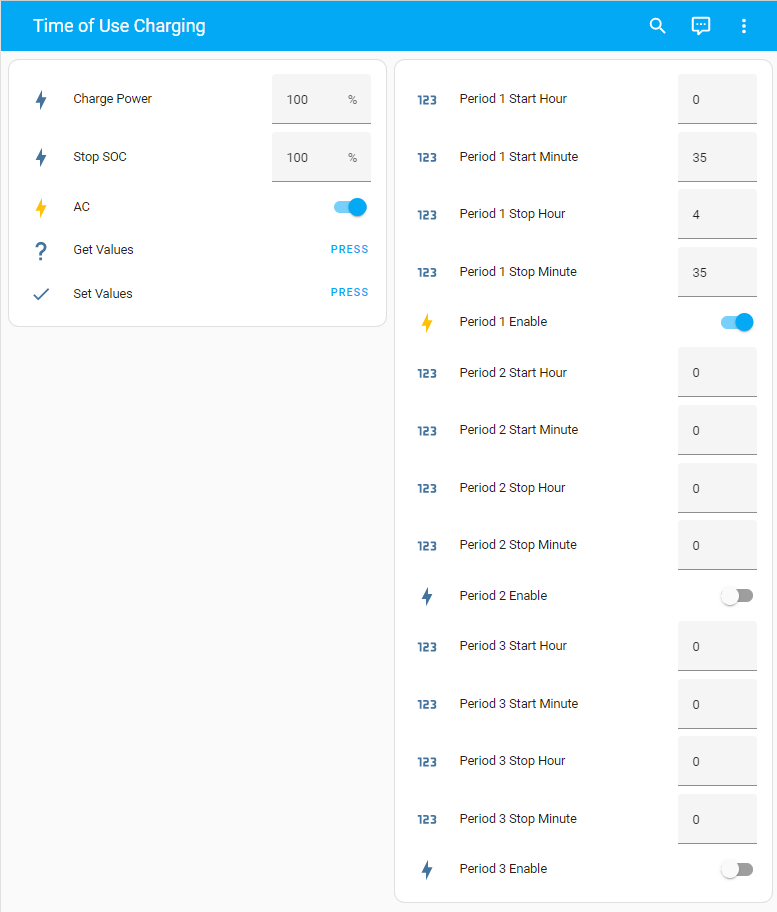 Time of Use Charging
Charge Power 100 %
Stop SOC 100 %
AC
Get Values PRESS
Set Values PRESS
123 Period 1 Start Hour 0
123 Period 1 Start Minute 35
123 Period 1 Stop Hour 4
123 Period 1 Stop Minute 35
Period 1 Enable
123 Period 2 Start Hour 0
123 Period 2 Start Minute 0
123 Period 2 Stop Hour 0
123 Period 2 Stop Minute 0
Period 2 Enable
123 Period 3 Start Hour 0
123 Period 3 Start Minute 0
123 Period 3 Stop Hour 0
123 Period 3 Stop Minute 0
Period 3 Enable